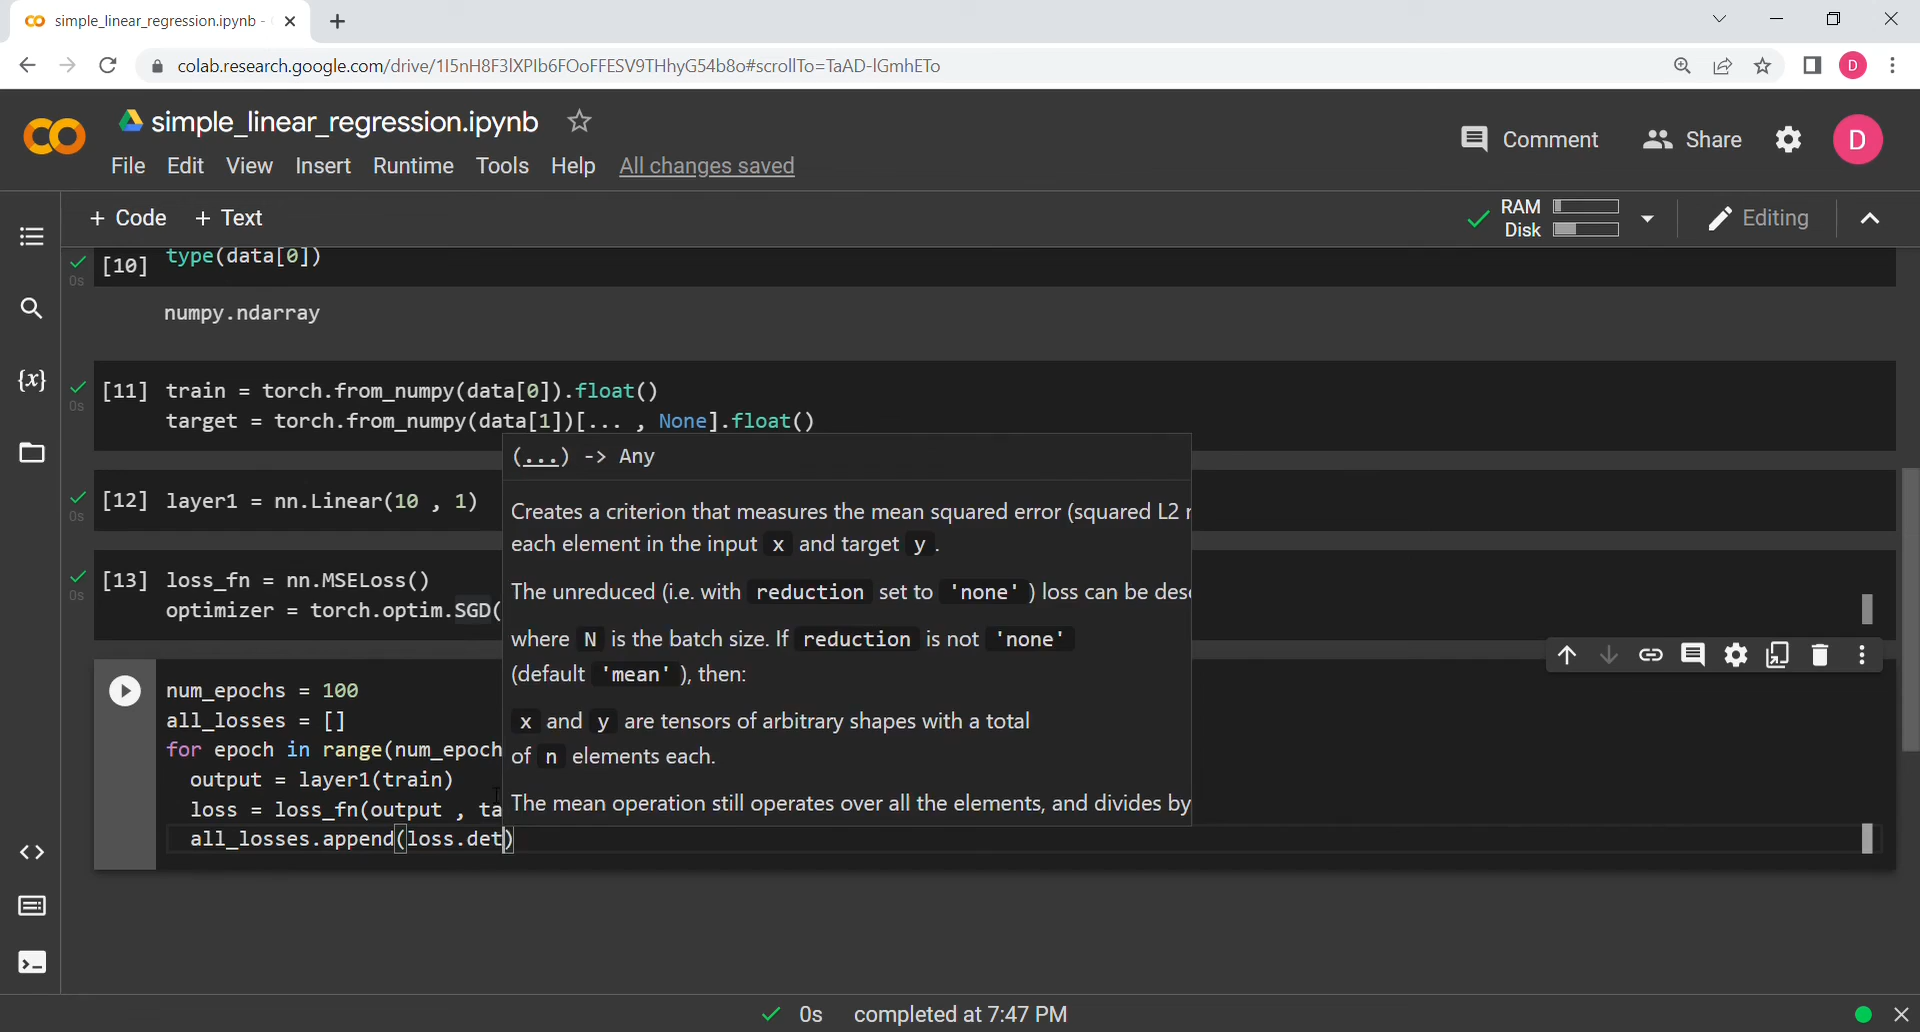 simple_linear_regression.ipynb -
colab.research.google.com/drive/1I5nH8F3lXPIb6FOoFFESV9THhyG54b8o#scrollTo=TaAD-lGmhETo
D
simple_linear_regression.ipynb
Comment
Share
D
File Edit View Insert Runtime Tools Help All changes saved
+ Code + Text
RAM
Disk
Editing
[10] type(data[0])
0s
numpy.ndarray
[11] train = torch.from_numpy(data[0]).float()
0s
target = torch.from_numpy(data[1])[... , None].float()
(...) -> Any
[12] layer1 = nn.Linear(10 , 1)
0s
Creates a criterion that measures the mean squared error (squared L2
each element in the input x and target y .
[13] loss_fn = nn.MSELoss()
0s
optimizer = torch.optim.SGD(
The unreduced (i.e. with reduction set to 'none' ) loss can be
where N is the batch size. If reduction is not 'none'
(default 'mean' ), then:
x and y are tensors of arbitrary shapes with a total
of n elements each.
The mean operation still operates over all the elements, and divides by
num_epochs = 100
all_losses = []
for epoch in range(num_epoch
output = layer1(train)
loss = loss_fn(output , ta
all_losses.append(loss.det)
0s completed at 7:47 PM